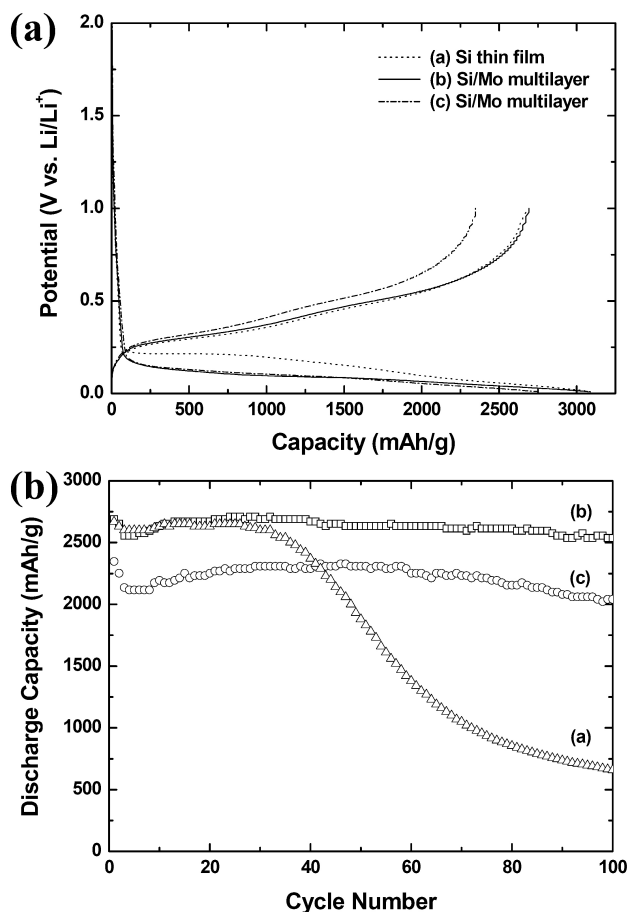 (a)
2.0
(a) Si thin film
(b) Si/Mo multilayer
(c) Si/Mo multilayer
1.5
1.0
0.5
0.0
Potential (V vs. Li/Li⁺)
0 500 1000 1500 2000 2500 3000
Capacity (mAh/g)
(b)
3000
2500
2000
1500
1000
500
0
Discharge Capacity (mAh/g)
(b)
(c)
(a)
0 20 40 60 80 100
Cycle Number